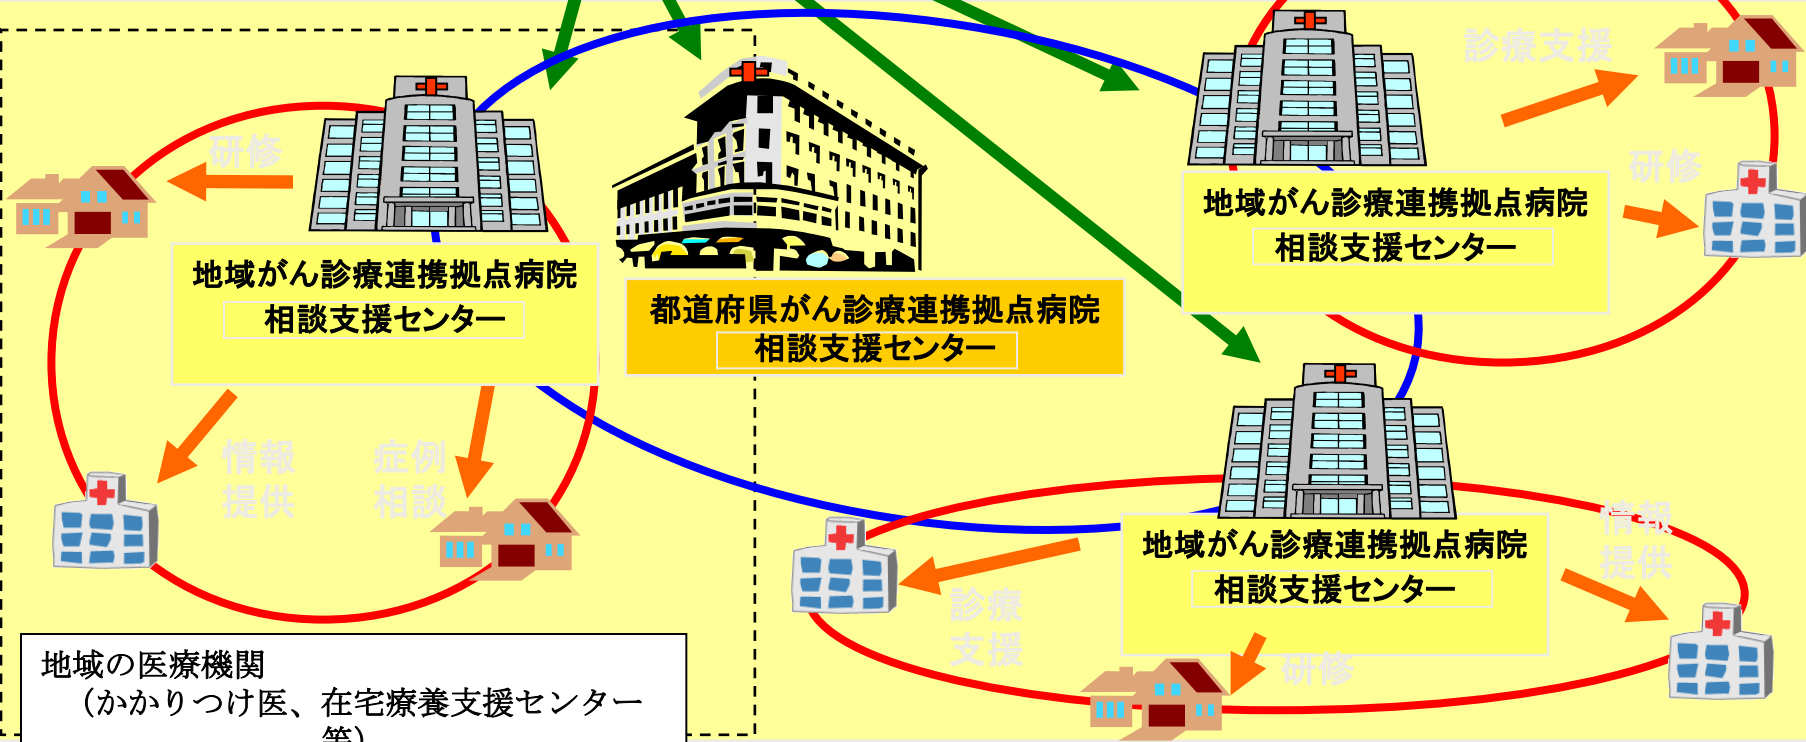 診療支援
研修
研修
地域がん診療連携拠点病院
相談支援センター
地域がん診療連携拠点病院
相談支援センター
都道府県がん診療連携拠点病院
相談支援センター
情報
提供
症例
相談
地域がん診療連携拠点病院
相談支援センター
情報
提供
診療
支援
研修
地域の医療機関
(かかりつけ医、在宅療養支援センター
等)